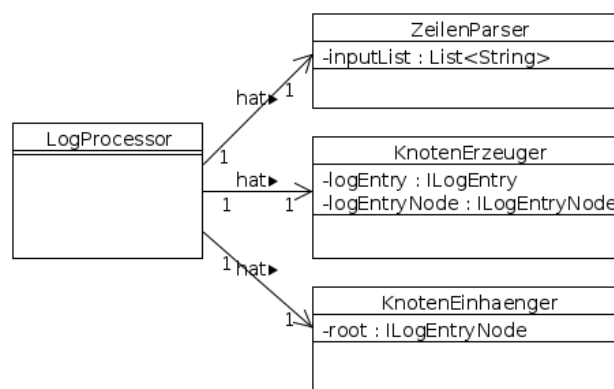 ZeilenParser
-inputList : List<String>
hat▶
1
1
LogProcessor
KnotenErzeuger
-logEntry : ILogEntry
-logEntryNode : ILogEntryNode
hat▶
1
1
hat▶
1
1
KnotenEinhaenger
-root : ILogEntryNode